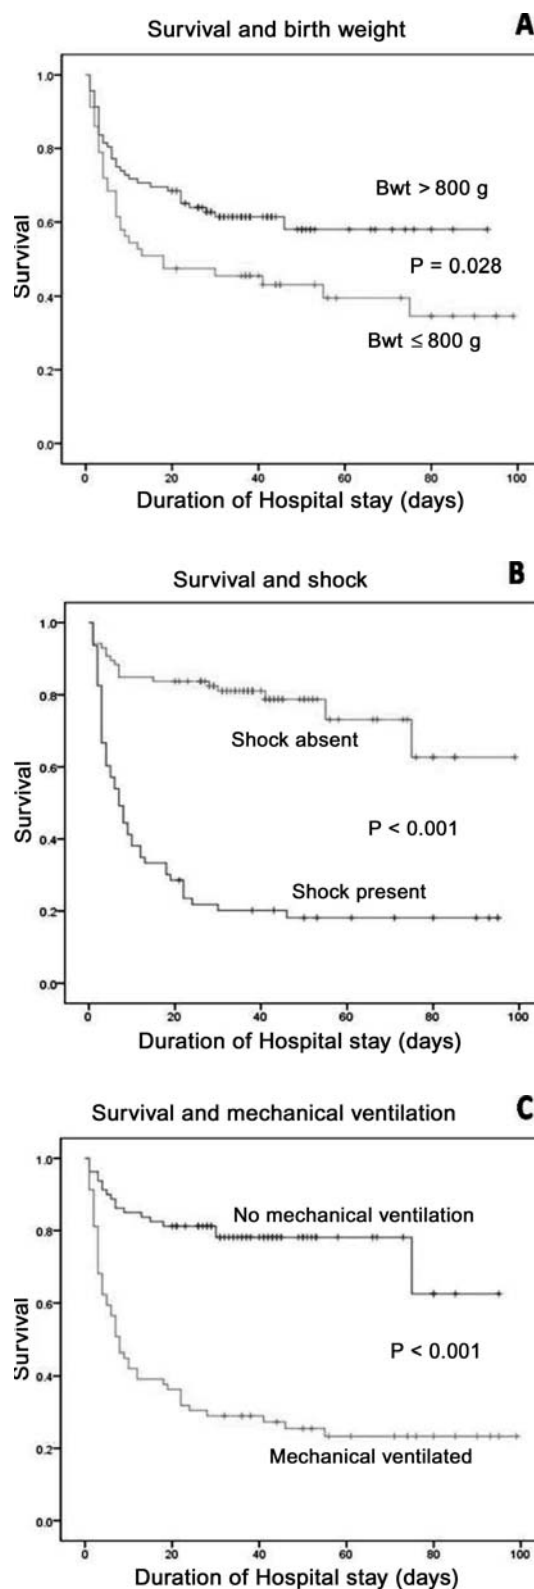 Survival and birth weight A
1.0
0.8
0.6
0.4
0.2
0.0
Survival
Bwt > 800 g
P = 0.028
Bwt ≤ 800 g
0 20 40 60 80 100
Duration of Hospital stay (days)
Survival and shock B
1.0
0.8
0.6
0.4
0.2
0.0
Survival
Shock absent
P < 0.001
Shock present
0 20 40 60 80 100
Duration of Hospital stay (days)
Survival and mechanical ventilation C
1.0
0.8
0.6
0.4
0.2
0.0
Survival
No mechanical ventilation
P < 0.001
Mechanical ventilated
0 20 40 60 80 100
Duration of Hospital stay (days)